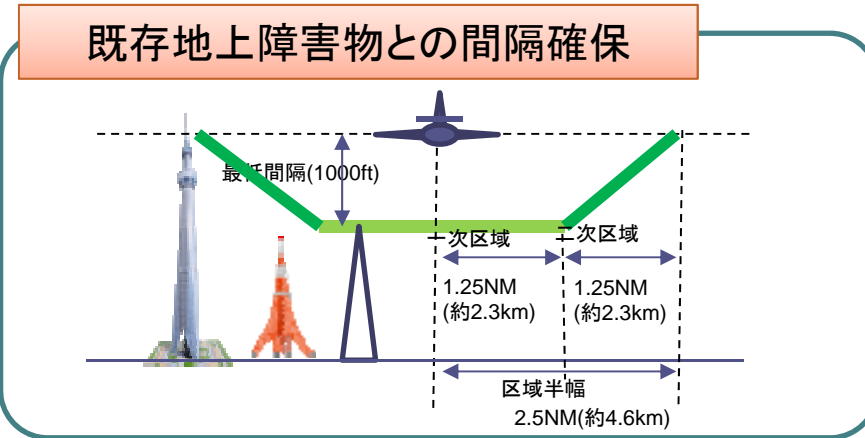 既存地上障害物との間隔確保
最低間隔(1000ft)
一次区域
二次区域
1.25NM
(約2.3km)
1.25NM
(約2.3km)
区域半幅
2.5NM(約4.6km)